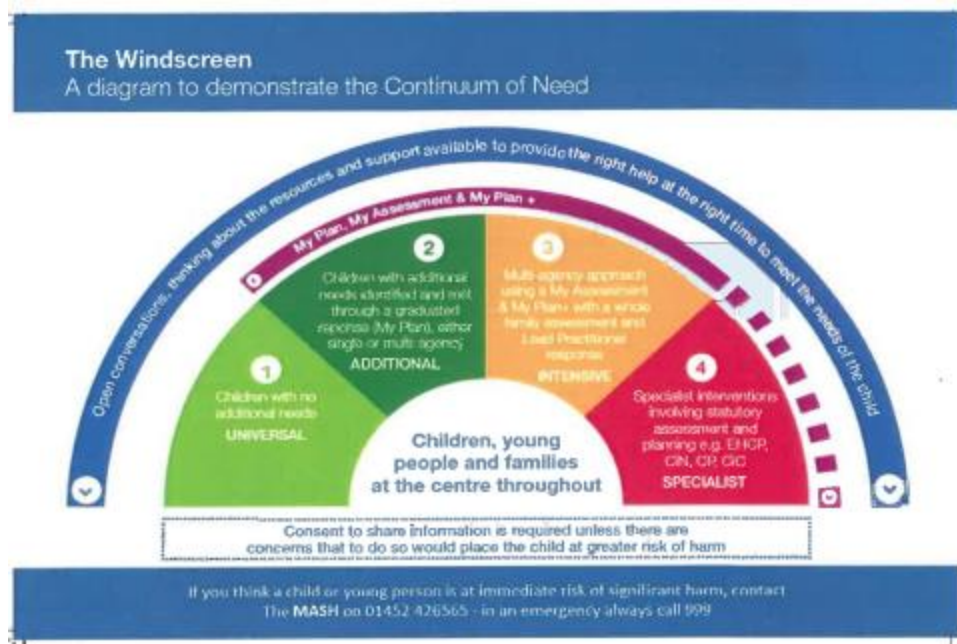 The Windscreen
A diagram to demonstrate the Continuum of Need
Open conversations, thinking about the resources and support available to provide the right help at the right time to meet the needs of the child
My Plan, My Assessment & My Plan +
1
Children with no
additional needs
UNIVERSAL
2
Children with additional
needs identified and met
through a graduated
reponse (My Plan), either
single or multi-agency
ADDITIONAL
3
Multi-agency approach
using a My Assessment
& My Plan+ with a whole
family assessment and
Lead Practitioner
response
INTENSIVE
4
Specialist interventions
involving statutory
assessment and
planning e.g. EHCP,
CiN, CP, CiC
SPECIALIST
Children, young
people and families
at the centre throughout
Consent to share information is required unless there are
concerns that to do so would place the child at greater risk of harm
If you think a child or young person is at immediate risk of significant harm, contact
The MASH on 01452 426565 - in an emergency always call 999